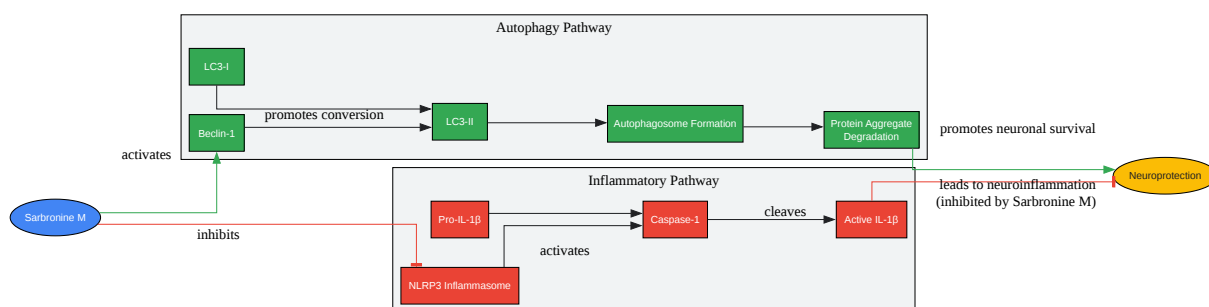 Autophagy Pathway
LC3-I
promotes conversion
Beclin-1
LC3-II
Autophagosome Formation
Protein Aggregate
Degradation
promotes neuronal survival
activates
Neuroprotection
Inflammatory Pathway
leads to neuroinflammation
(inhibited by Sarbronine M)
Sarbronine M
inhibits
Pro-IL-1β
Caspase-1
cleaves
Active IL-1β
activates
NLRP3 Inflammasome